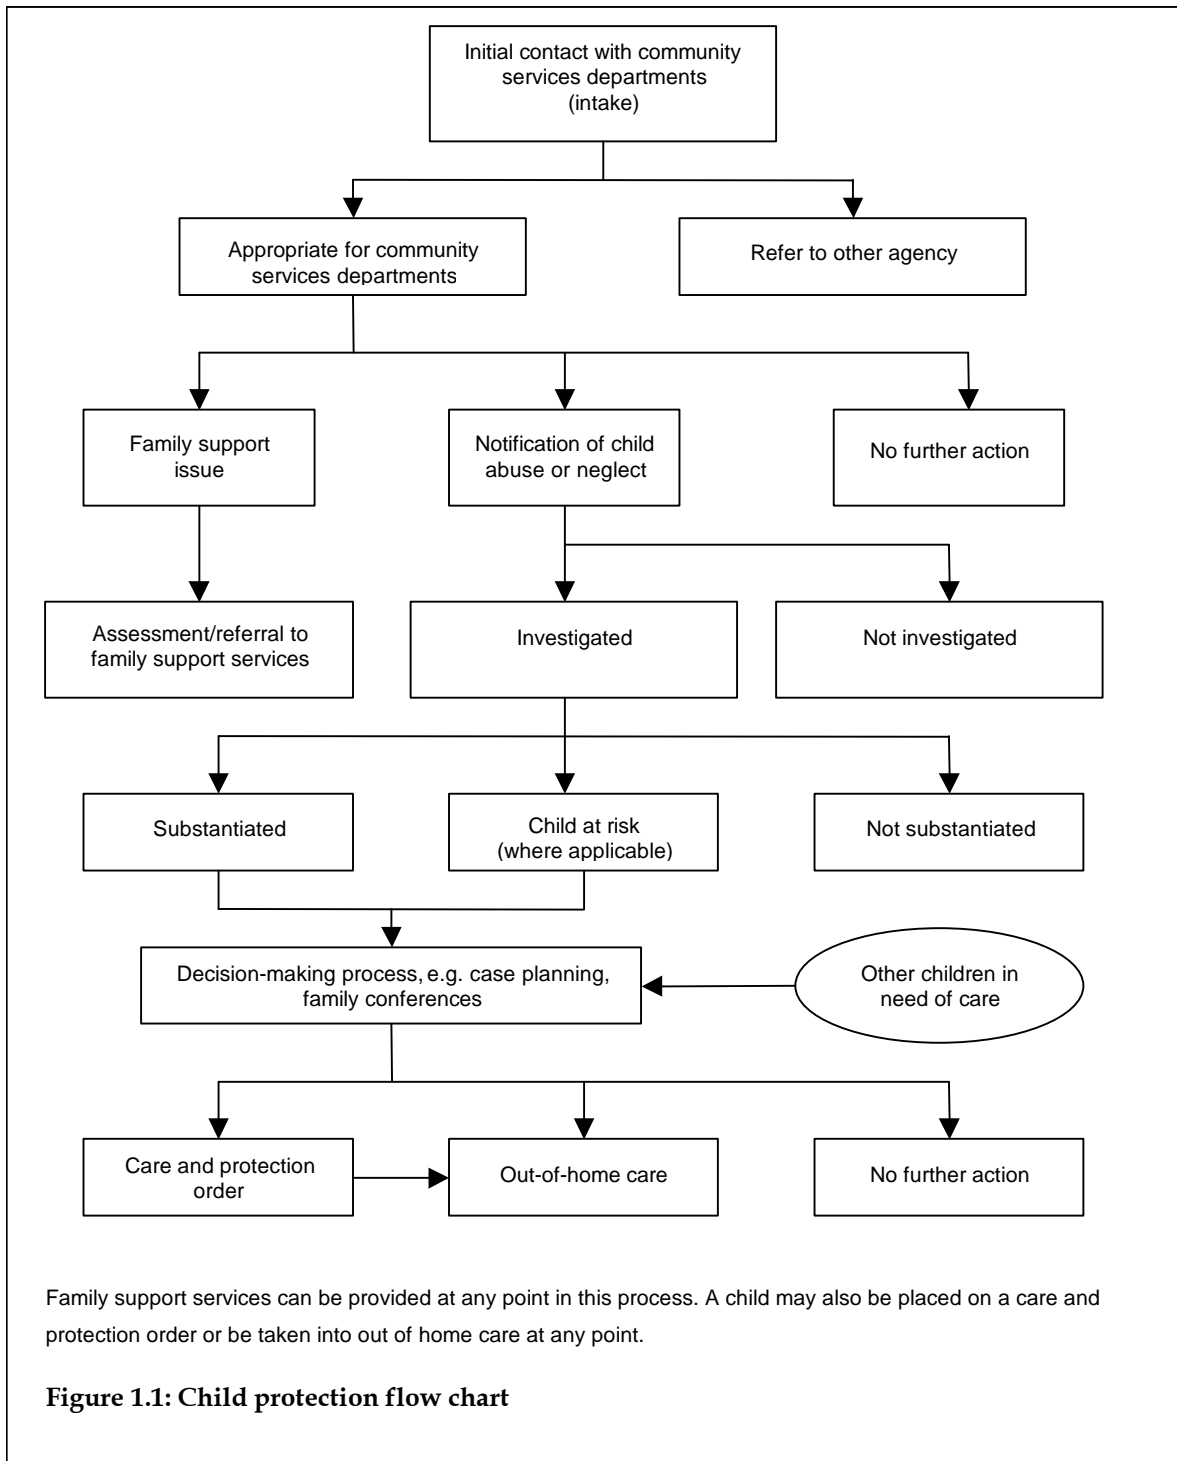 Initial contact with community
services departments
(intake)
Appropriate for community
services departments
Refer to other agency
Family support
issue
Notification of child
abuse or neglect
No further action
Assessment/referral to
family support services
Investigated
Not investigated
Substantiated
Child at risk
(where applicable)
Not substantiated
Decision-making process, e.g. case planning,
family conferences
Other children in
need of care
Care and protection
order
Out-of-home care
No further action
Family support services can be provided at any point in this process. A child may also be placed on a care and
protection order or be taken into out of home care at any point.
Figure 1.1: Child protection flow chart